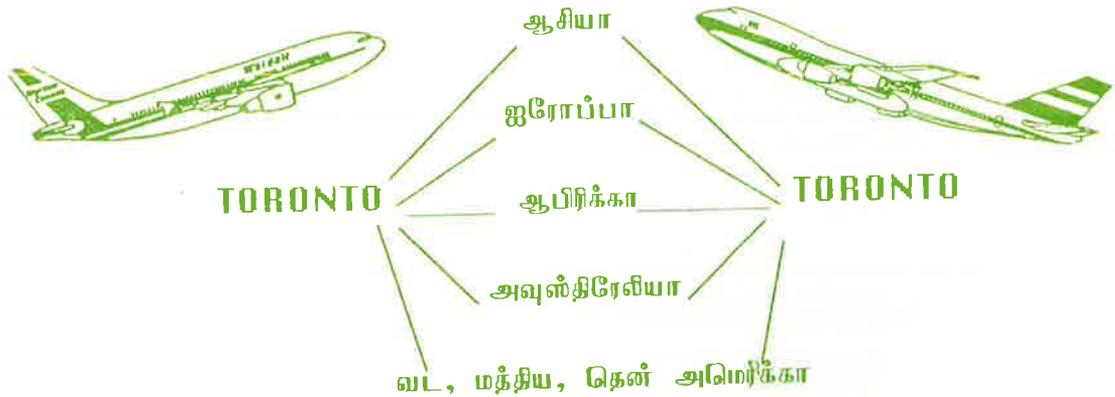 ஆசியா
ஐரோப்பா
TORONTO
TORONTO
ஆபிரிக்கா
அவுஸ்திரேலியா
வட, மத்திய, தென் அமெரிக்கா